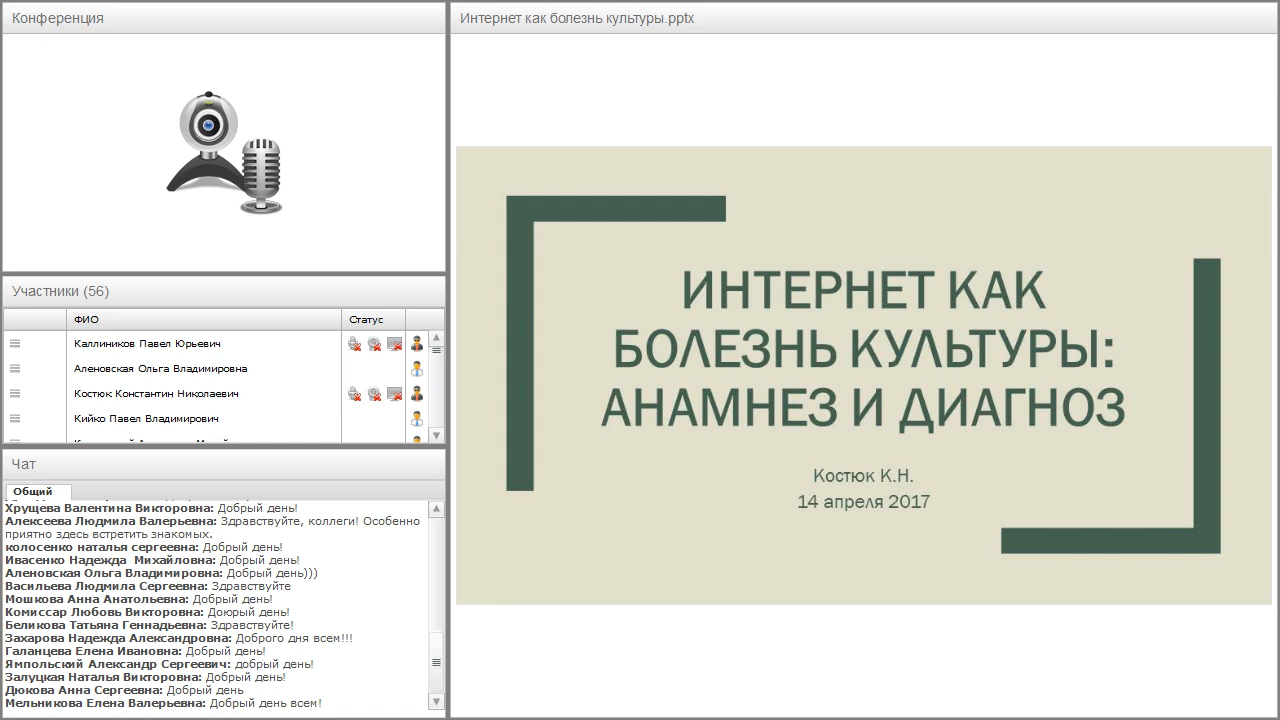 Конференция
Участники (56)
ФИО Статус
Каллиников Павел Юрьевич
Аленовская Ольга Владимировна
Костюк Константин Николаевич
Кийко Павел Владимирович
Чат
Общий
Хрущева Валентина Викторовна: Добрый день!
Алексеева Людмила Валерьевна: Здравствуйте, коллеги! Особенно
приятно здесь встретить знакомых.
колосенко наталья сергеевна: Добрый день!
Ивасенко Надежда Михайловна: Добрый день!
Аленовская Ольга Владимировна: Добрый день)))
Васильева Людмила Сергеевна: Здравствуйте
Мошкова Анна Анатольевна: Добрый день!
Комиссар Любовь Викторовна: Доюрый день!
Беликова Татьяна Геннадьевна: Здравствуйте!
Захарова Надежда Александровна: Доброго дня всем!!!
Галанцева Елена Ивановна: Добрый день!
Ямпольский Александр Сергеевич: добрый день!
Залуцкая Наталья Викторовна: Добрый день!
Дюкова Анна Сергеевна: Добрый день
Мельникова Елена Валерьевна: Добрый день всем!
Интернет как болезнь культуры.pptx
ИНТЕРНЕТ КАК
БОЛЕЗНЬ КУЛЬТУРЫ:
АНАМНЕЗ И ДИАГНОЗ
Костюк К.Н.
14 апреля 2017